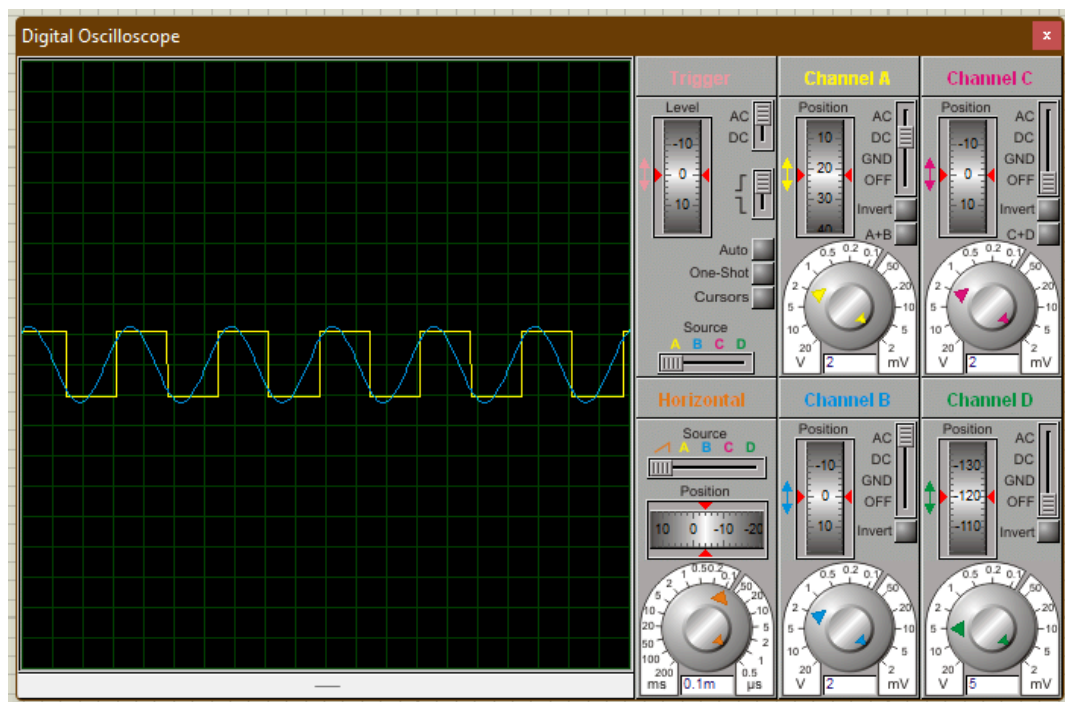 Digital Oscilloscope
x
Trigger
Level
AC
DC
-10
0
10
Auto
One-Shot
Cursors
Source
A B C D
Channel A
Position
AC
DC
GND
OFF
10
20
30
40
Invert
A+B
20 10 5 2 1 0.5 0.2 0.1 50 20 10 5 2
V
2
mV
Channel C
Position
AC
DC
GND
OFF
-10
0
10
Invert
C+D
20 10 5 2 1 0.5 0.2 0.1 50 20 10 5 2
V
2
mV
Horizontal
Source
A B C D
Position
10 0 -10 -20
200 100 50 20 10 5 2 1 0.5 0.2 0.1 50 20 10 5 2 1 0.5
ms
0.1m
µs
Channel B
Position
AC
DC
GND
OFF
-10
0
10
Invert
20 10 5 2 1 0.5 0.2 0.1 50 20 10 5 2
V
2
mV
Channel D
Position
AC
DC
GND
OFF
-130
-120
-110
Invert
20 10 5 2 1 0.5 0.2 0.1 50 20 10 5 2
V
5
mV